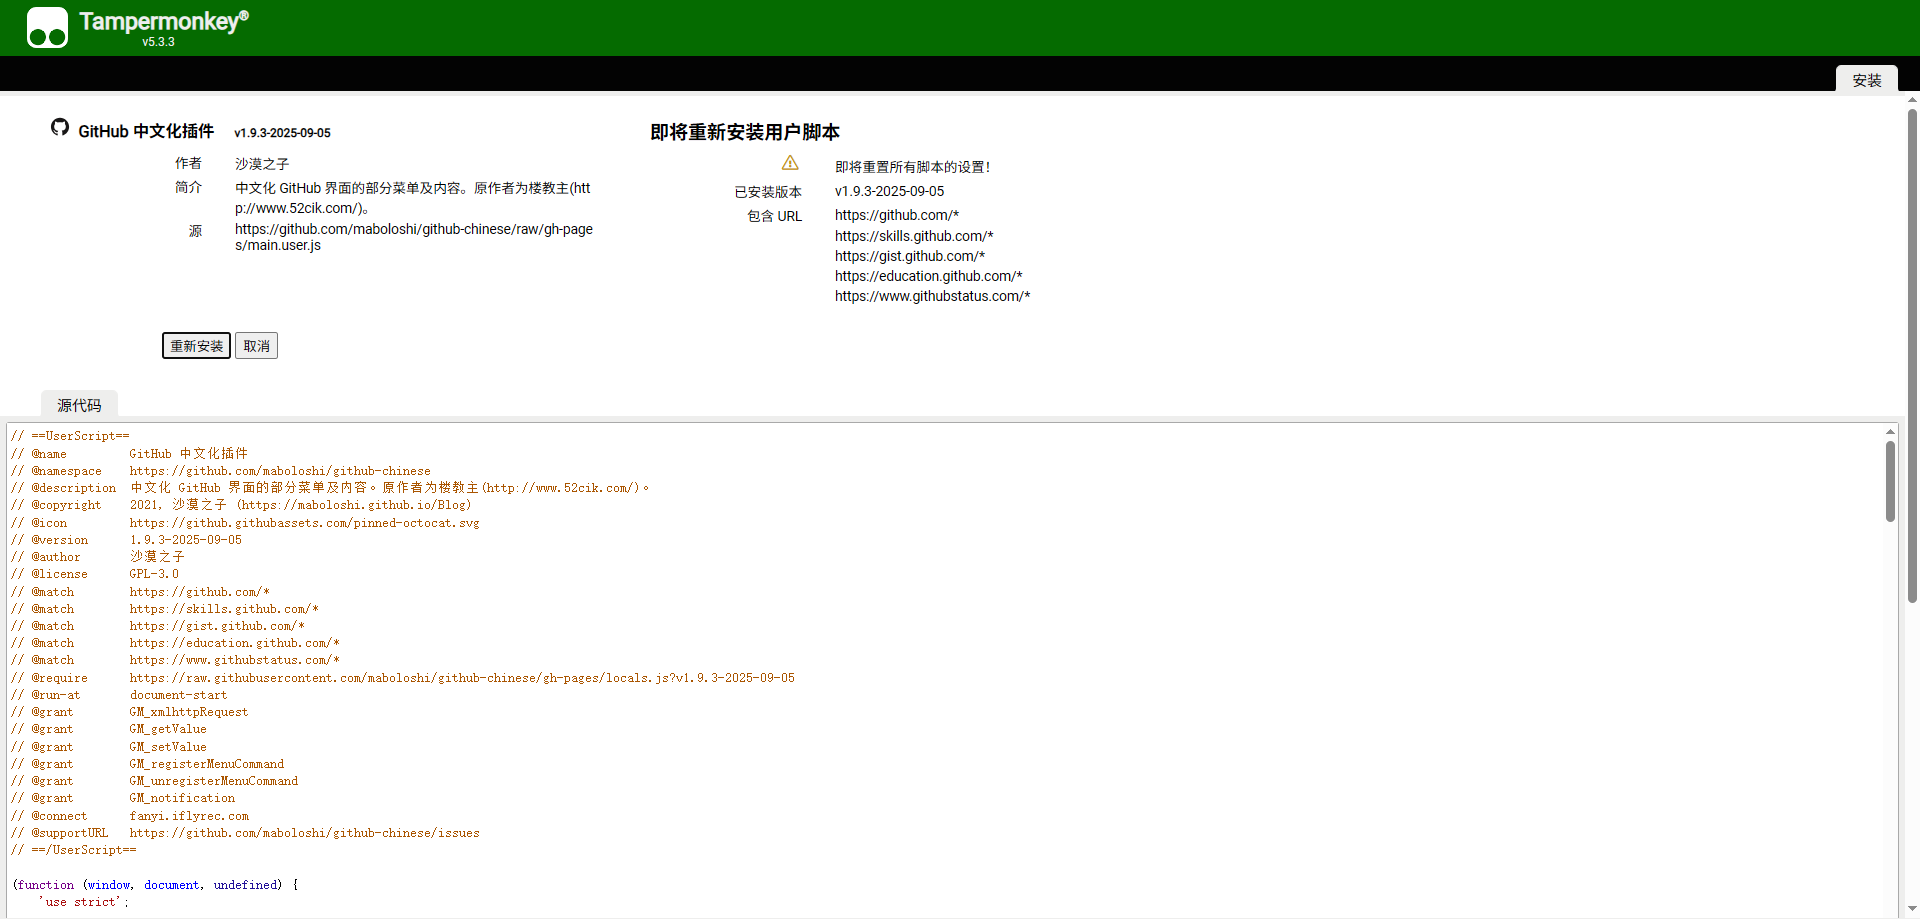 Tampermonkey®
v5.3.3
安装
GitHub 中文化插件 v1.9.3-2025-09-05
作者 沙漠之子
简介 中文化 GitHub 界面的部分菜单及内容。原作者为楼教主(htt
p://www.52cik.com/)。
源 https://github.com/maboloshi/github-chinese/raw/gh-page
s/main.user.js
即将重新安装用户脚本
即将重置所有脚本的设置!
已安装版本 v1.9.3-2025-09-05
包含 URL https://github.com/*
https://skills.github.com/*
https://gist.github.com/*
https://education.github.com/*
https://www.githubstatus.com/*
重新安装 取消
源代码
// ==UserScript==
// @name GitHub 中文化插件
// @namespace https://github.com/maboloshi/github-chinese
// @description 中文化 GitHub 界面的部分菜单及内容。原作者为楼教主(http://www.52cik.com/)。
// @copyright 2021, 沙漠之子 (https://maboloshi.github.io/Blog)
// @icon https://github.githubassets.com/pinned-octocat.svg
// @version 1.9.3-2025-09-05
// @author 沙漠之子
// @license GPL-3.0
// @match https://github.com/*
// @match https://skills.github.com/*
// @match https://gist.github.com/*
// @match https://education.github.com/*
// @match https://www.githubstatus.com/*
// @require https://raw.githubusercontent.com/maboloshi/github-chinese/gh-pages/locals.js?v1.9.3-2025-09-05
// @run-at document-start
// @grant GM_xmlhttpRequest
// @grant GM_getValue
// @grant GM_setValue
// @grant GM_registerMenuCommand
// @grant GM_unregisterMenuCommand
// @grant GM_notification
// @connect fanyi.iflyrec.com
// @supportURL https://github.com/maboloshi/github-chinese/issues
// ==/UserScript==
(function (window, document, undefined) {
'use strict';